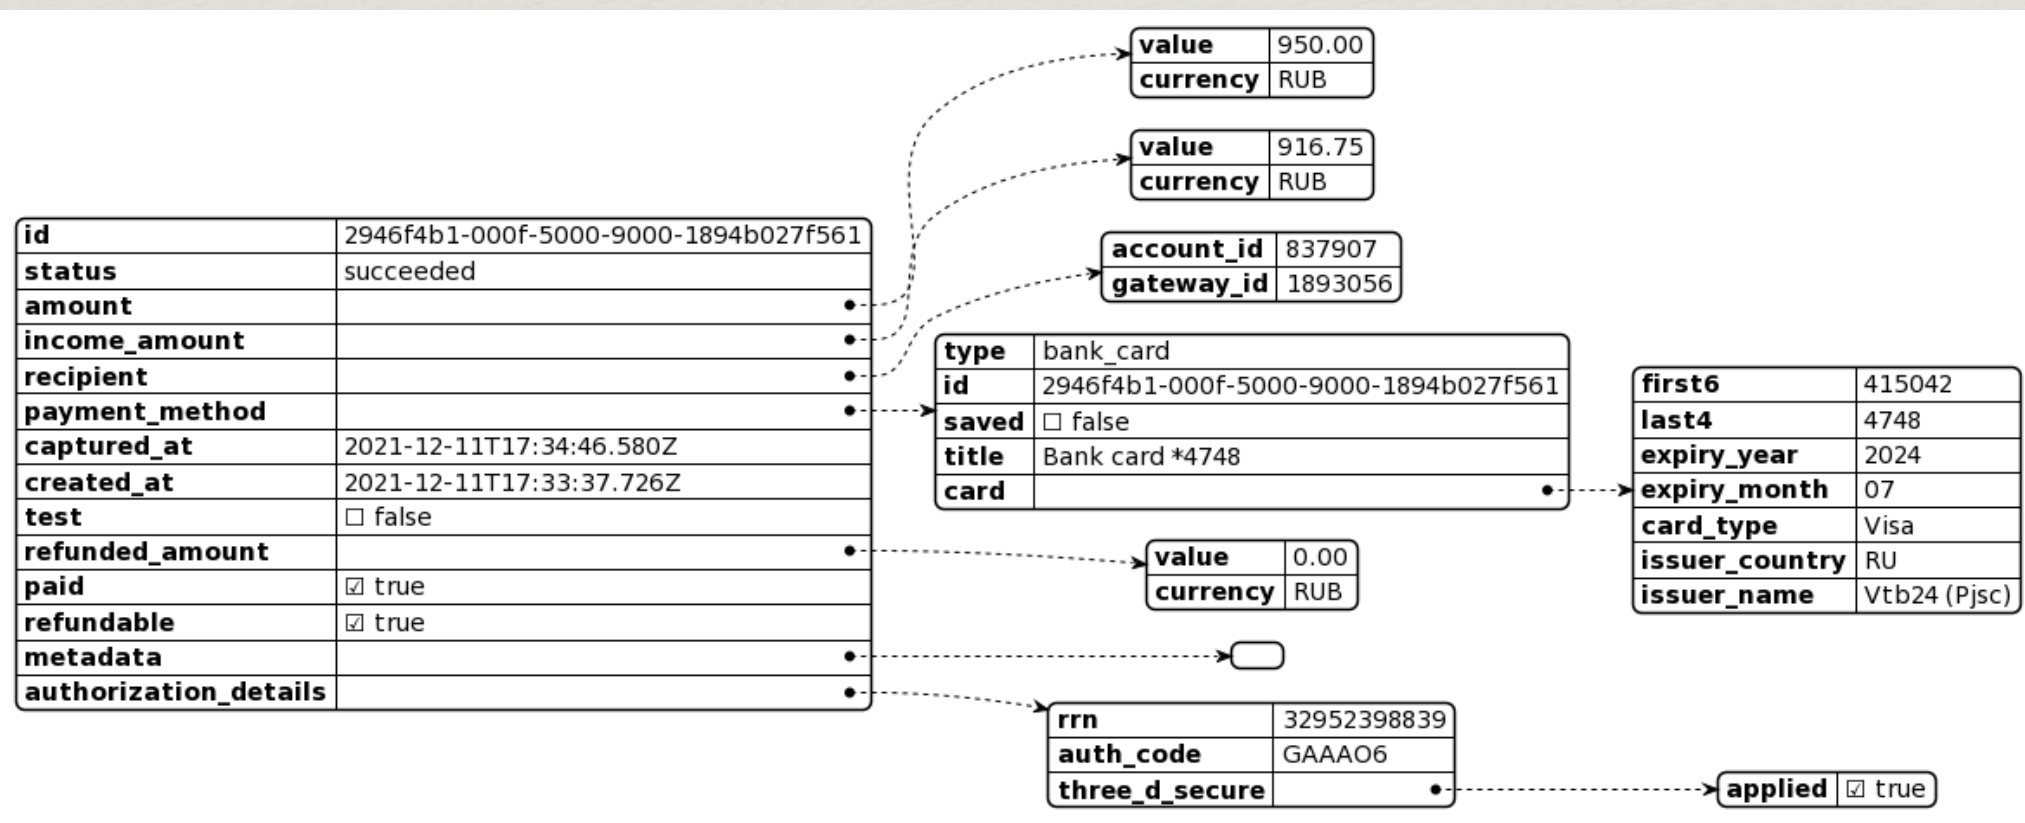 value 950.00
currency RUB
value 916.75
currency RUB
account_id 837907
gateway_id 1893056
id 2946f4b1-000f-5000-9000-1894b027f561
status succeeded
amount
income_amount
recipient
payment_method
captured_at 2021-12-11T17:34:46.580Z
created_at 2021-12-11T17:33:37.726Z
test ☐ false
refunded_amount
paid ☑ true
refundable ☑ true
metadata
authorization_details
type bank_card
id 2946f4b1-000f-5000-9000-1894b027f561
saved ☐ false
title Bank card *4748
card
first6 415042
last4 4748
expiry_year 2024
expiry_month 07
card_type Visa
issuer_country RU
issuer_name Vtb24 (Pjsc)
value 0.00
currency RUB
rrn 32952398839
auth_code GAAAO6
three_d_secure
applied ☑ true